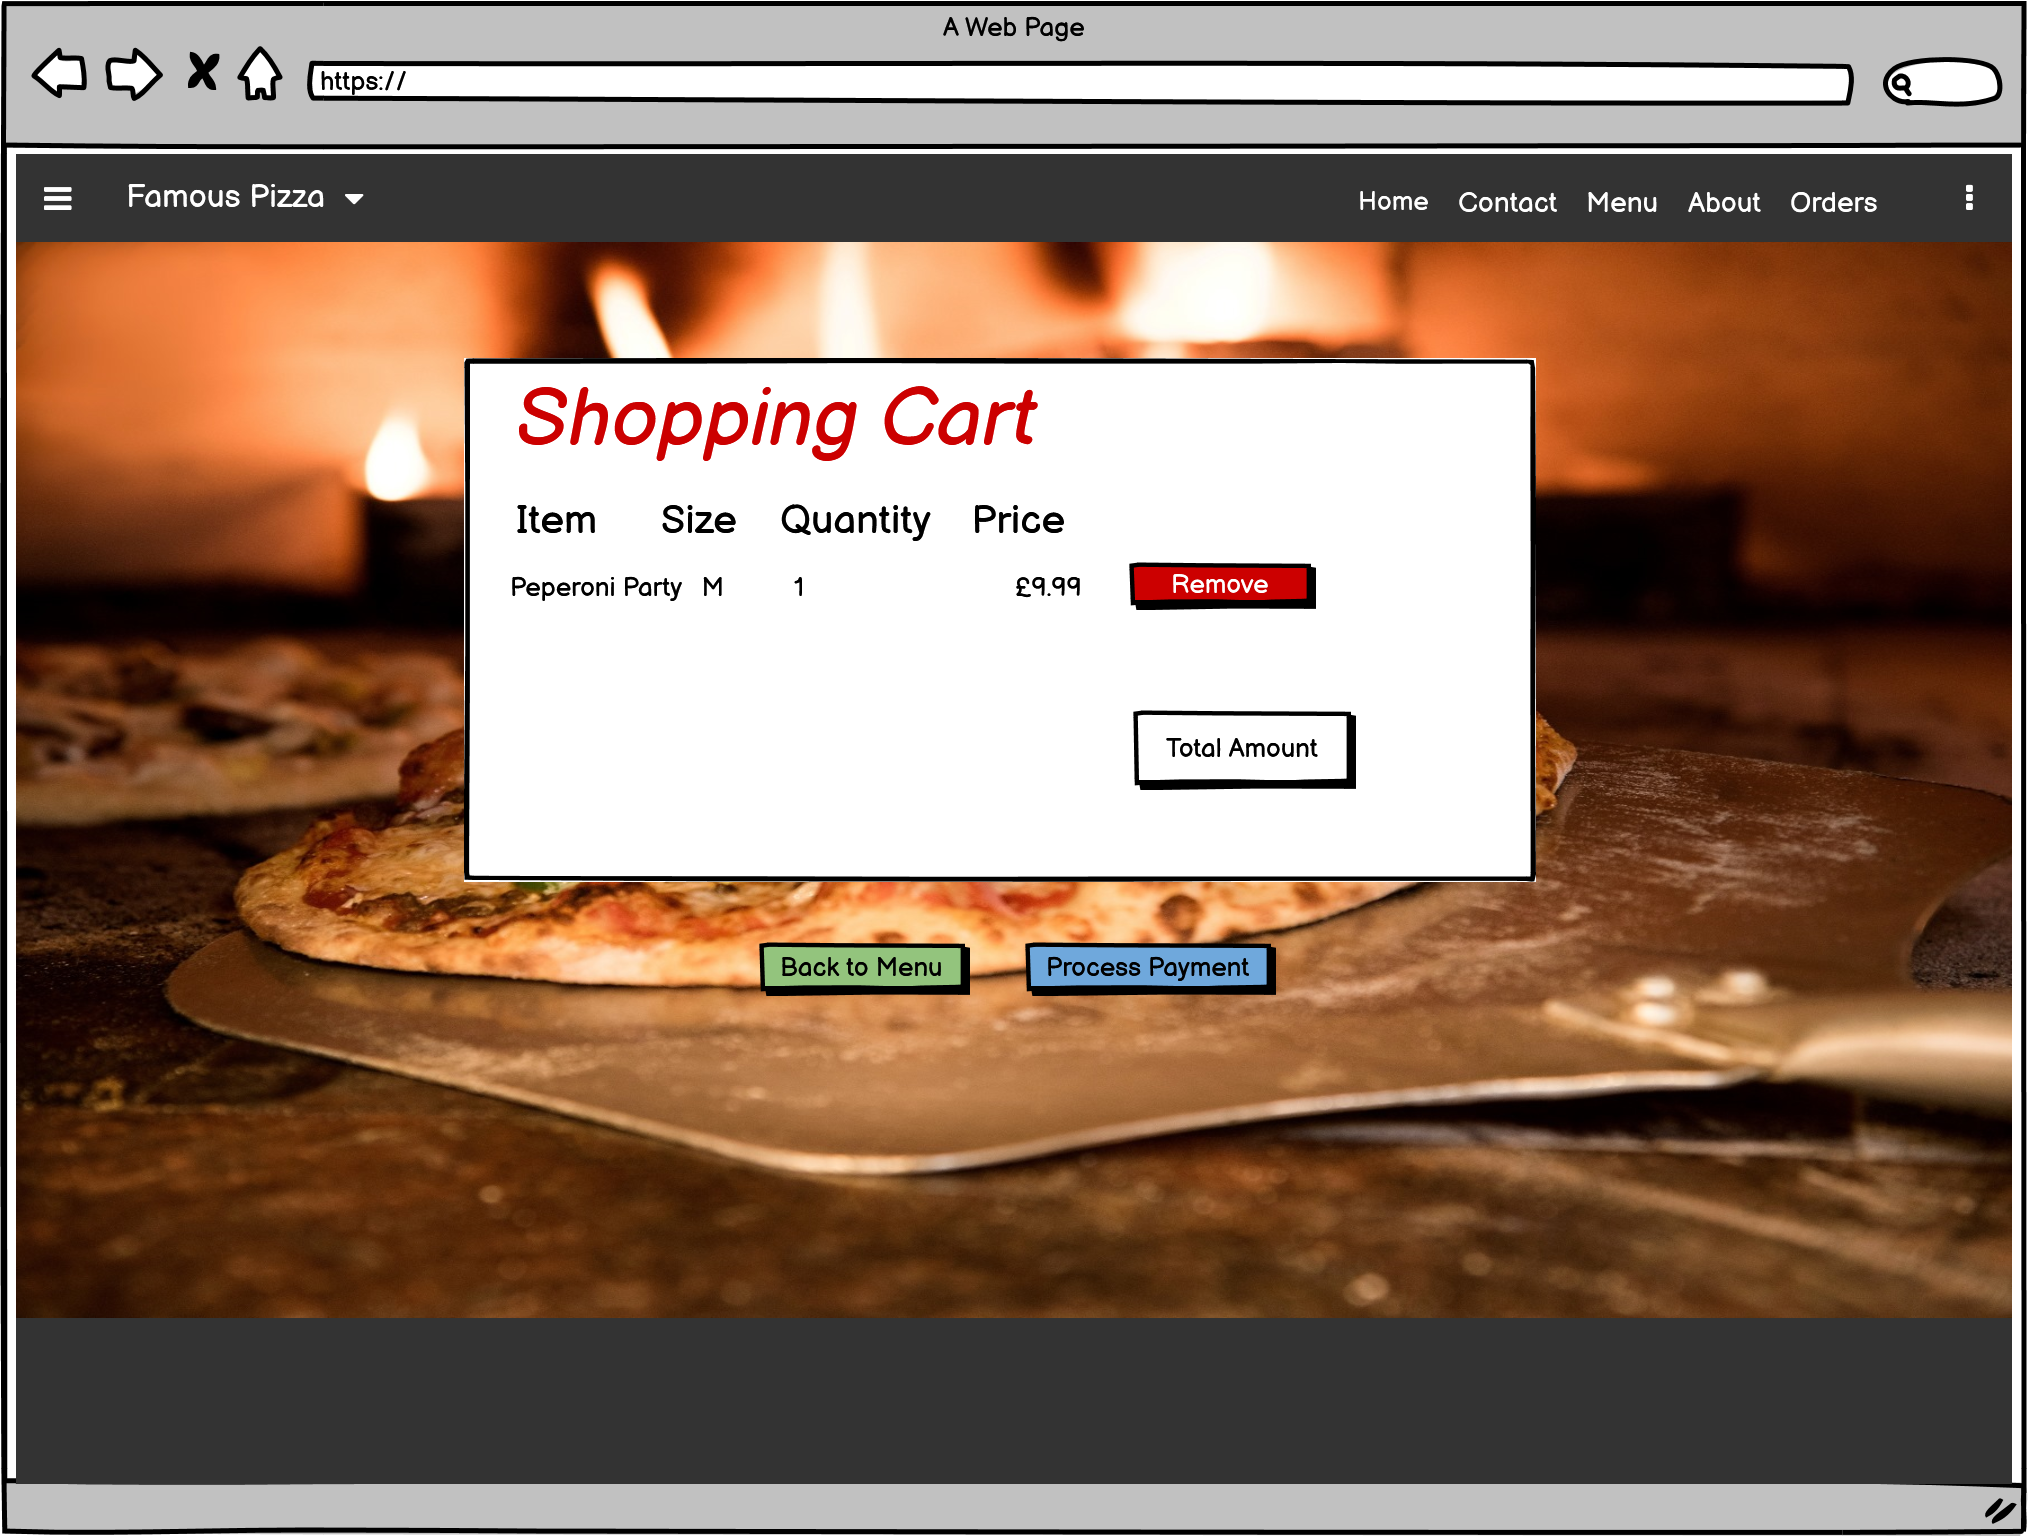 A Web Page
https://
Famous Pizza
Home Contact Menu About Orders
Shopping Cart
Item Size Quantity Price
Peperoni Party M 1 £9.99 Remove
Total Amount
Back to Menu Process Payment